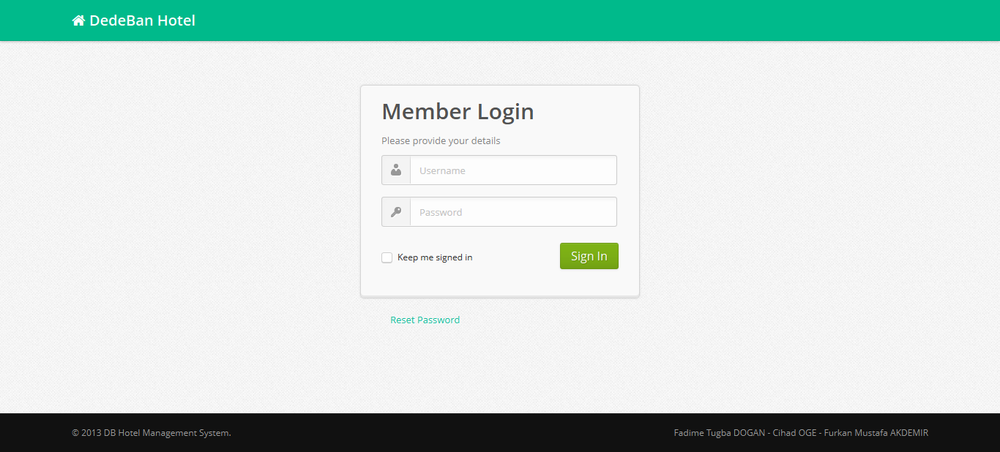 DedeBan Hotel
Member Login
Please provide your details
Username
Password
Keep me signed in
Sign In
Reset Password
© 2013 DB Hotel Management System.
Fadime Tugba DOGAN - Cihad OGE - Furkan Mustafa AKDEMIR